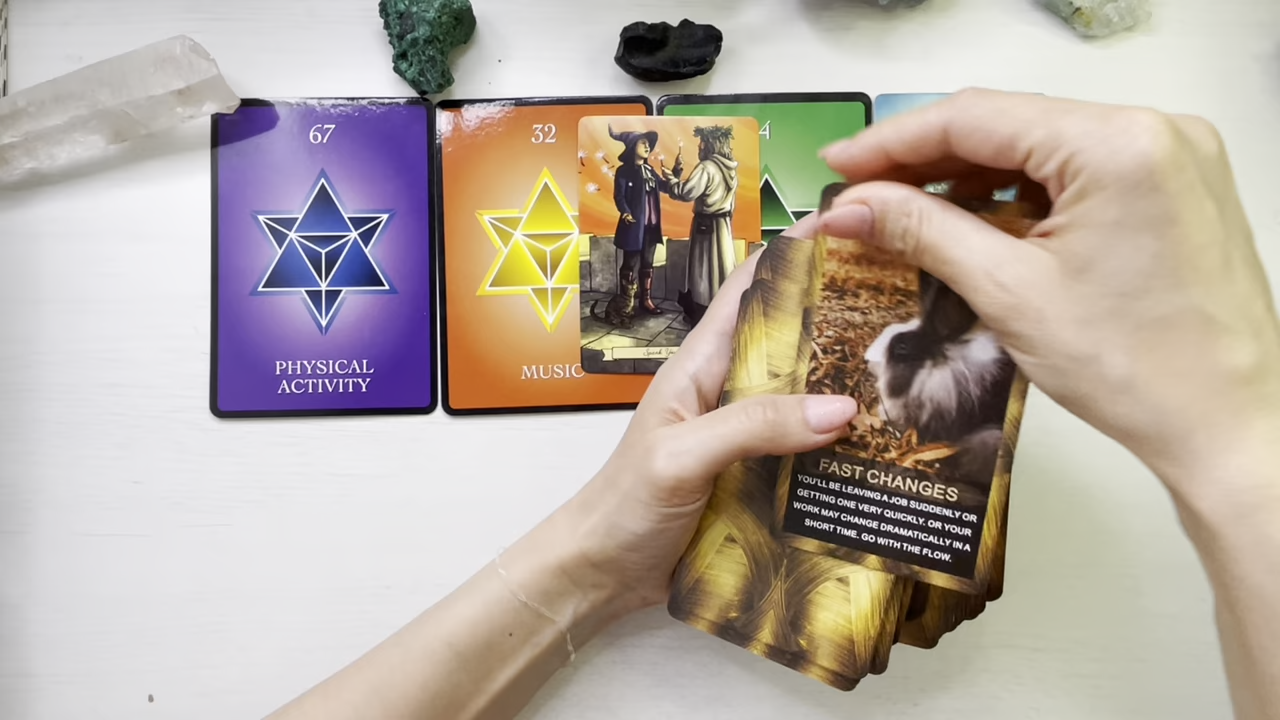 67
32
4
PHYSICAL
ACTIVITY
MUSIC
FAST CHANGES
YOU'LL BE LEAVING A JOB SUDDENLY OR
GETTING ONE VERY QUICKLY. OR YOUR
WORK MAY CHANGE DRAMATICALLY IN A
SHORT TIME. GO WITH THE FLOW.